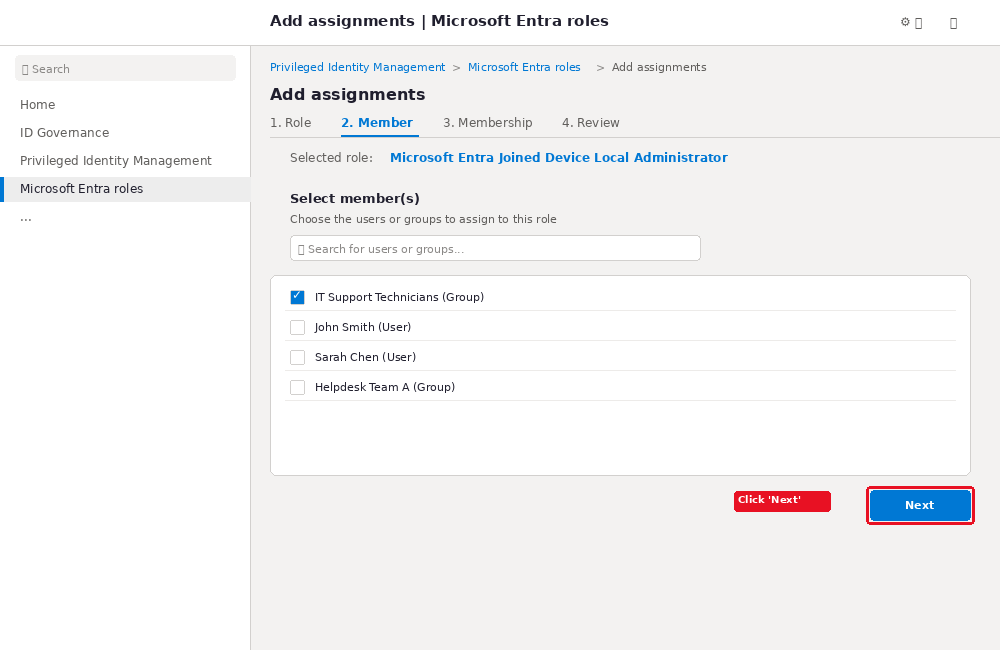 Add assignments | Microsoft Entra roles
Search
Home
ID Governance
Privileged Identity Management
Microsoft Entra roles
...
Privileged Identity Management > Microsoft Entra roles > Add assignments
Add assignments
1. Role 2. Member 3. Membership 4. Review
Selected role: Microsoft Entra Joined Device Local Administrator
Select member(s)
Choose the users or groups to assign to this role
Search for users or groups...
IT Support Technicians (Group)
John Smith (User)
Sarah Chen (User)
Helpdesk Team A (Group)
Click 'Next'
Next